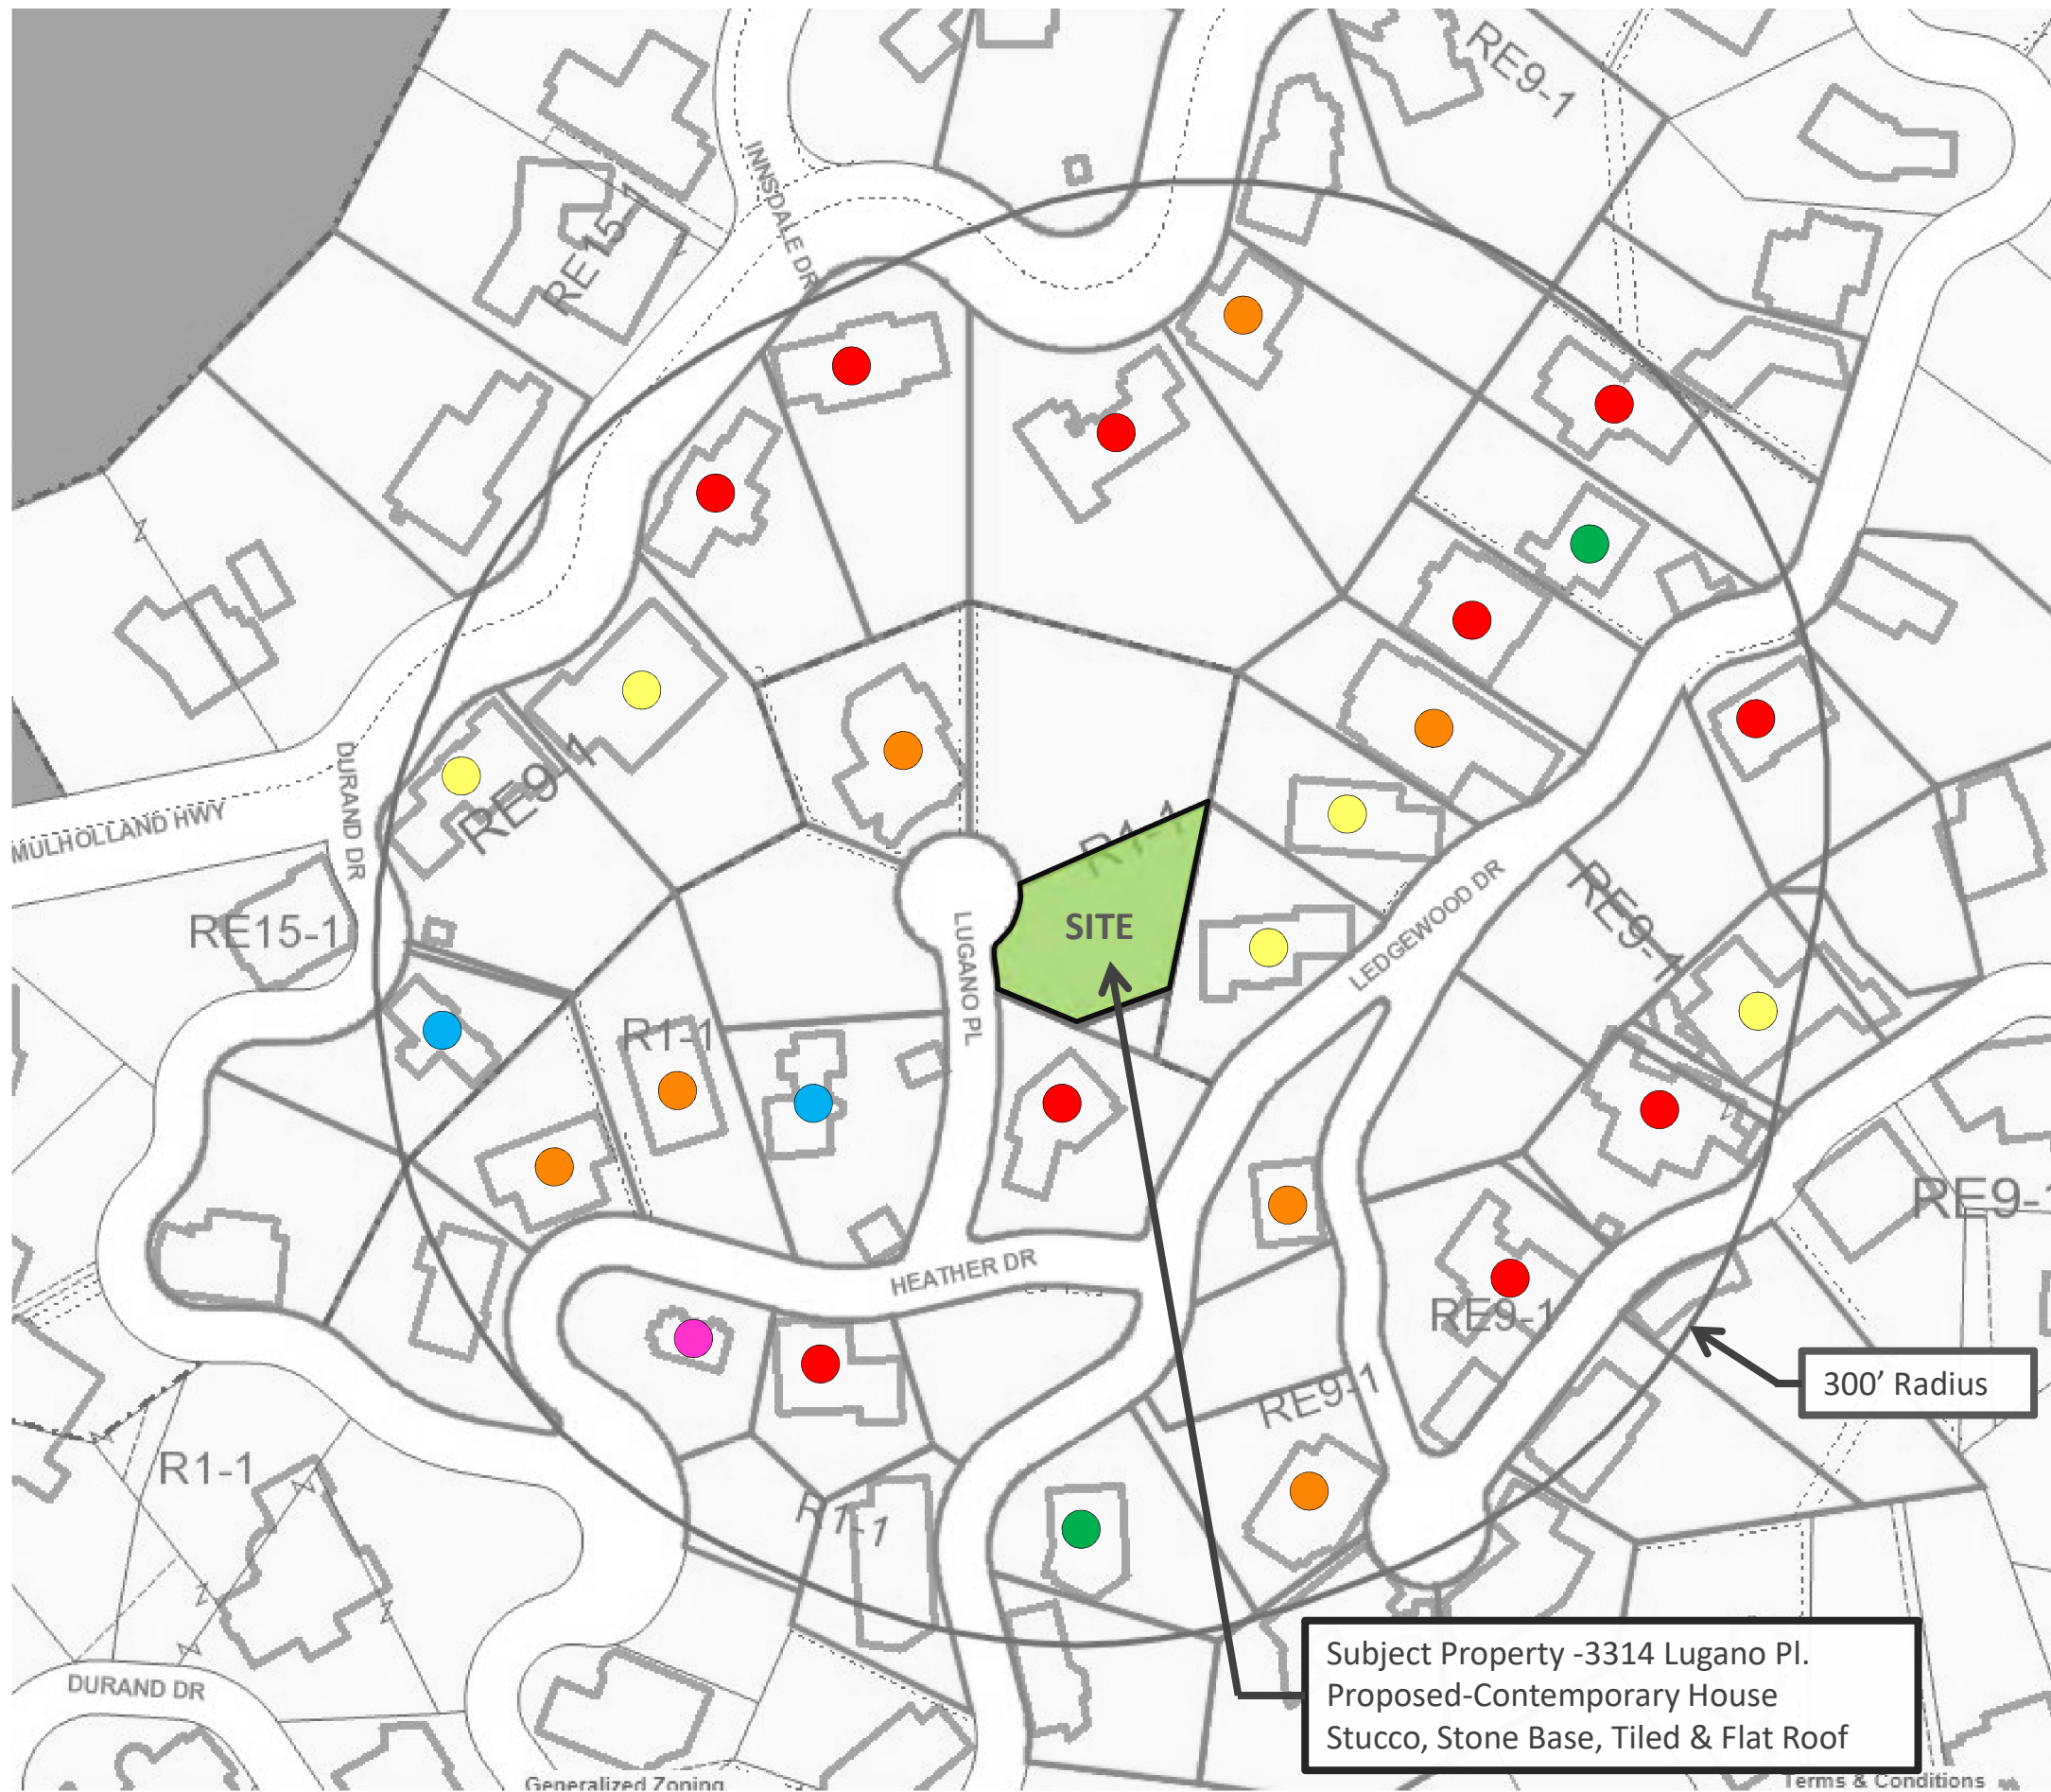 RE9-1
INNSDALE DR
RE15-1
DURAND DR
RE9-1
MULHOLLAND HWY
R1-1
RE15-1
SITE
LUGANO PL
LEDGEWOOD DR
RE9-1
R1-1
RE9-1
HEATHER DR
RE9-1
300' Radius
RE9-1
R1-1
R1-1
Subject Property -3314 Lugano Pl.
Proposed-Contemporary House
Stucco, Stone Base, Tiled & Flat Roof
DURAND DR
Generalized Zoning
Terms & Conditions